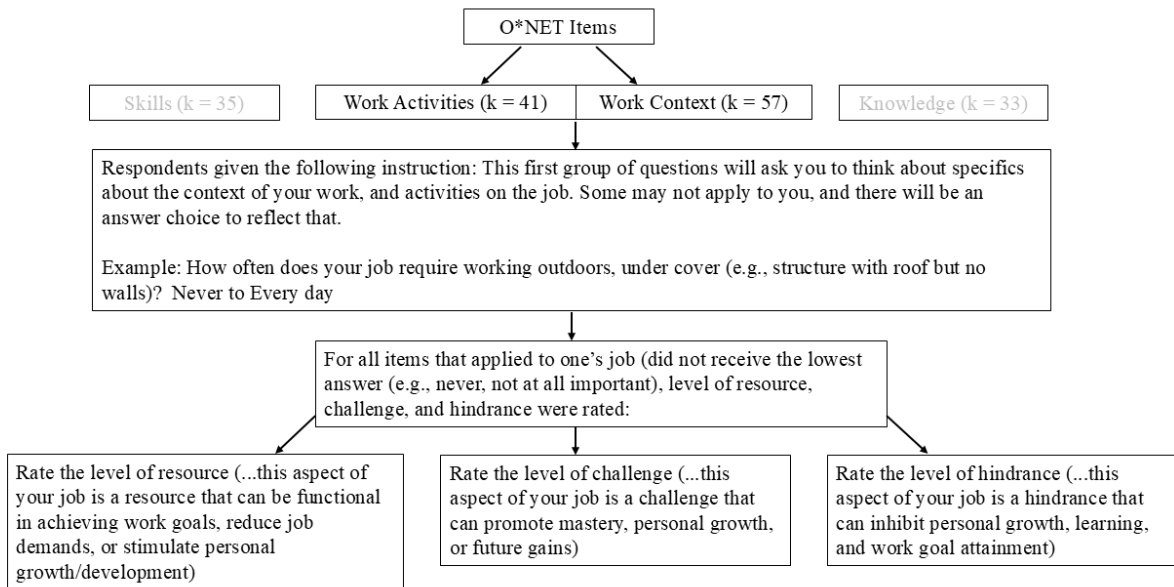 O*NET Items
Skills (k = 35)
Work Activities (k = 41)
Work Context (k = 57)
Knowledge (k = 33)
Respondents given the following instruction: This first group of questions will ask you to think about specifics
about the context of your work, and activities on the job. Some may not apply to you, and there will be an
answer choice to reflect that.
Example: How often does your job require working outdoors, under cover (e.g., structure with roof but no
walls)? Never to Every day
For all items that applied to one’s job (did not receive the lowest
answer (e.g., never, not at all important), level of resource,
challenge, and hindrance were rated:
Rate the level of resource (...this aspect of
your job is a resource that can be functional
in achieving work goals, reduce job
demands, or stimulate personal
growth/development)
Rate the level of challenge (...this
aspect of your job is a challenge that
can promote mastery, personal growth,
or future gains)
Rate the level of hindrance (...this
aspect of your job is a hindrance that
can inhibit personal growth, learning,
and work goal attainment)